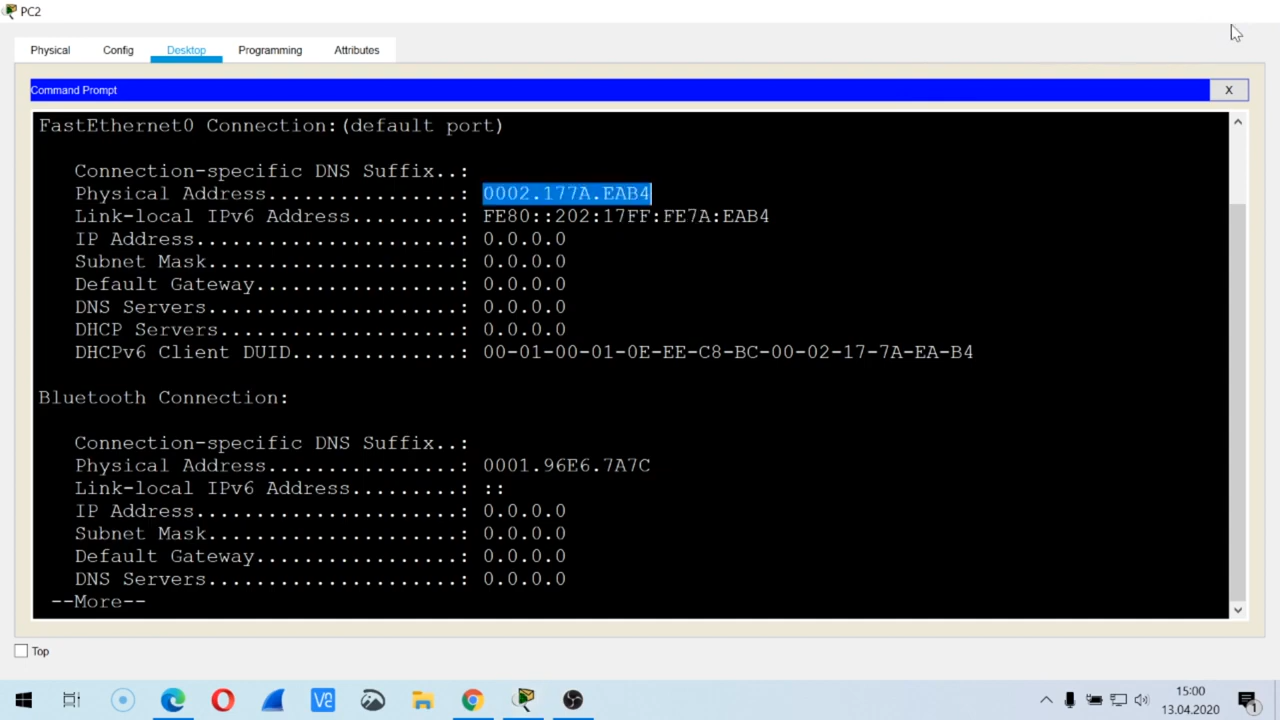 PC2
Physical Config Desktop Programming Attributes
Command Prompt X
FastEthernet0 Connection:(default port)
Connection-specific DNS Suffix..:
Physical Address................: 0002.177A.EAB4
Link-local IPv6 Address.........: FE80::202:17FF:FE7A:EAB4
IP Address......................: 0.0.0.0
Subnet Mask.....................: 0.0.0.0
Default Gateway.................: 0.0.0.0
DNS Servers.....................: 0.0.0.0
DHCP Servers....................: 0.0.0.0
DHCPv6 Client DUID..............: 00-01-00-01-0E-EE-C8-BC-00-02-17-7A-EA-B4
Bluetooth Connection:
Connection-specific DNS Suffix..:
Physical Address................: 0001.96E6.7A7C
Link-local IPv6 Address.........: ::
IP Address......................: 0.0.0.0
Subnet Mask.....................: 0.0.0.0
Default Gateway.................: 0.0.0.0
DNS Servers.....................: 0.0.0.0
--More--
Top
15:00
13.04.2020
1